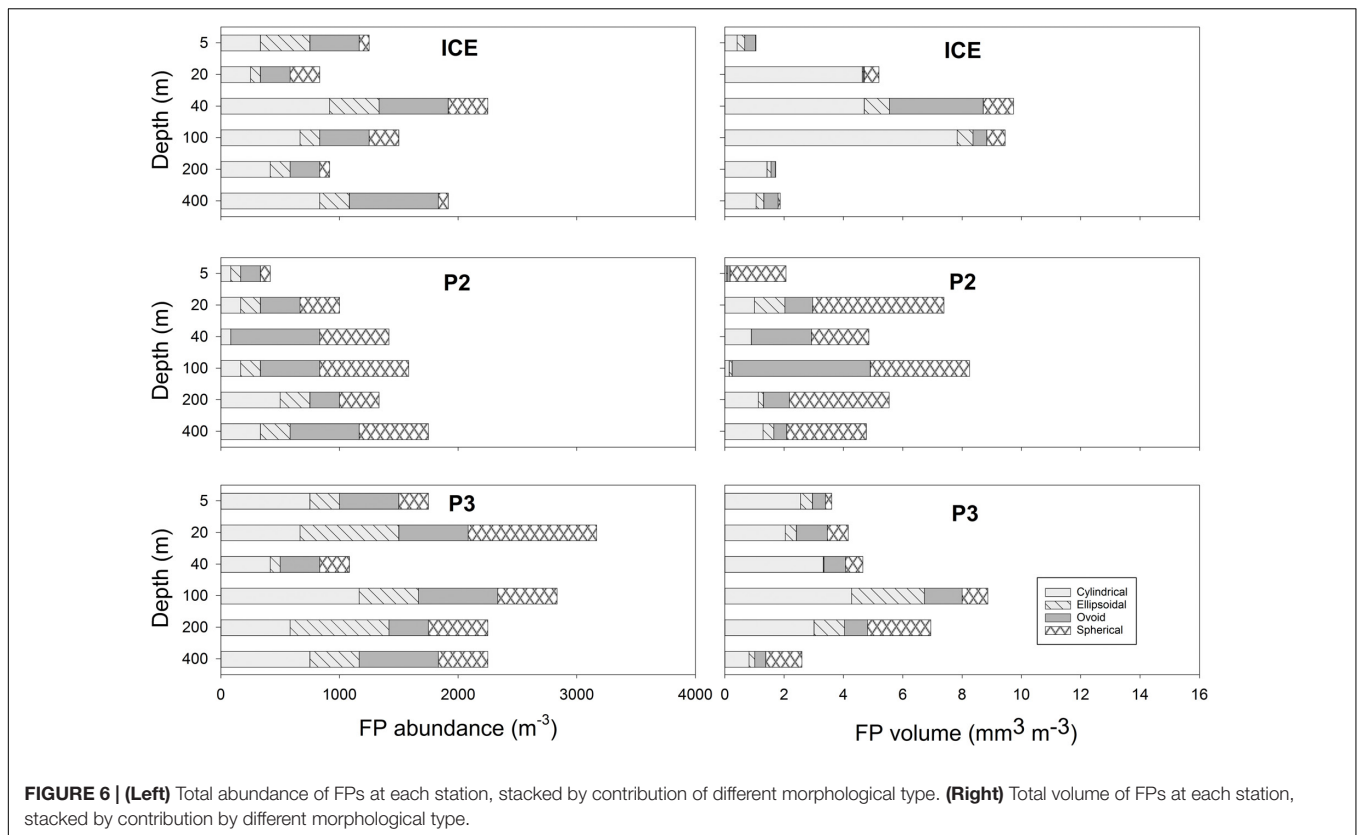 ICE
ICE
5
20
40
100
200
400
Depth (m)
P2
P2
5
20
40
100
200
400
Depth (m)
P3
P3
5
20
40
100
200
400
Depth (m)
Cylindrical
Ellipsoidal
Ovoid
Spherical
0 1000 2000 3000 4000
0 2 4 6 8 10 12 14 16
FP abundance (m⁻³)
FP volume (mm³ m⁻³)
FIGURE 6 | (Left) Total abundance of FPs at each station, stacked by contribution of different morphological type. (Right) Total volume of FPs at each station,
stacked by contribution by different morphological type.